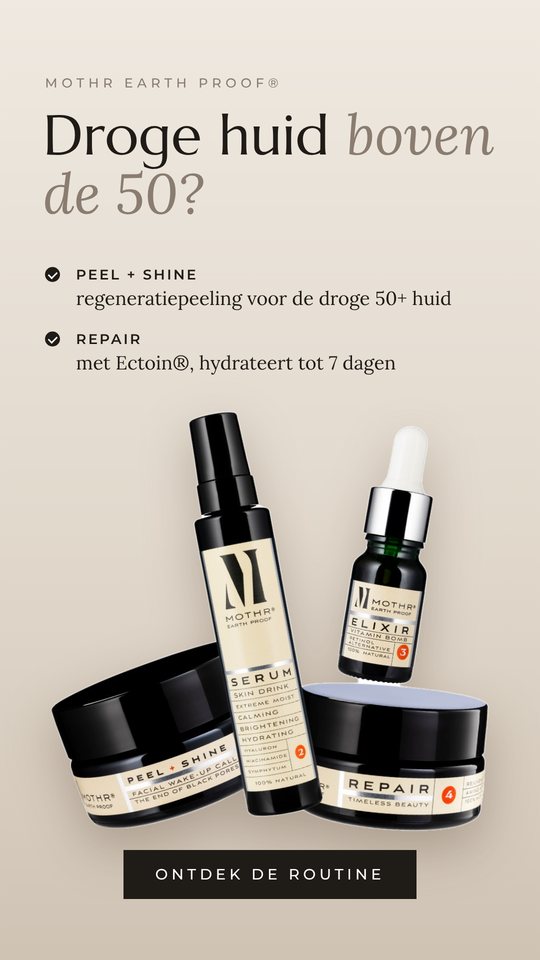 MOTHR EARTH PROOF®
Droge huid boven
de 50?
PEEL + SHINE
regeneratiepeeling voor de droge 50+ huid
REPAIR
met Ectoin®, hydrateert tot 7 dagen
MOTHR®
EARTH PROOF
SERUM
SKIN DRINK
EXTREME MOIST
CALMING
BRIGHTENING
HYDRATING
HYALURON
NIACINAMIDE
SYMPHYTUM
2
100% NATURAL
MOTHR®
EARTH PROOF
ELIXIR
VITAMIN BOMB
RETINOL
ALTERNATIVE
100% NATURAL
3
MOTHR®
EARTH PROOF
PEEL + SHINE
FACIAL WAKE-UP CALL
THE END OF BLACK
REPAIR
TIMELESS BEAUTY
4
ONTDEK DE ROUTINE